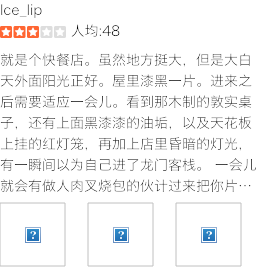 Ice_lip
人均:48
就是个快餐店。虽然地方挺大，但是大白
天外面阳光正好。屋里漆黑一片。进来之
后需要适应一会儿。看到那木制的敦实桌
子，还有上面黑漆漆的油垢，以及天花板
上挂的红灯笼，再加上店里昏暗的灯光，
有一瞬间以为自己进了龙门客栈。 一会儿
就会有做人肉叉烧包的伙计过来把你片…